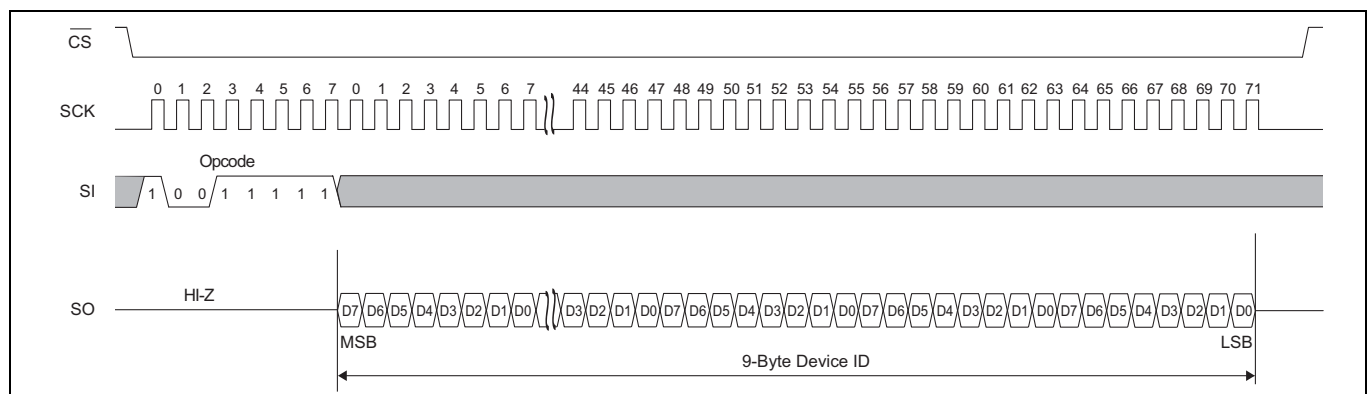 CS
0 1 2 3 4 5 6 7 0 1 2 3 4 5 6 7 44 45 46 47 48 49 50 51 52 53 54 55 56 57 58 59 60 61 62 63 64 65 66 67 68 69 70 71
SCK
Opcode
SI 1 0 0 1 1 1 1 1
HI-Z
SO D7 D6 D5 D4 D3 D2 D1 D0 D3 D2 D1 D0 D7 D6 D5 D4 D3 D2 D1 D0 D7 D6 D5 D4 D3 D2 D1 D0 D7 D6 D5 D4 D3 D2 D1 D0
MSB LSB
9-Byte Device ID